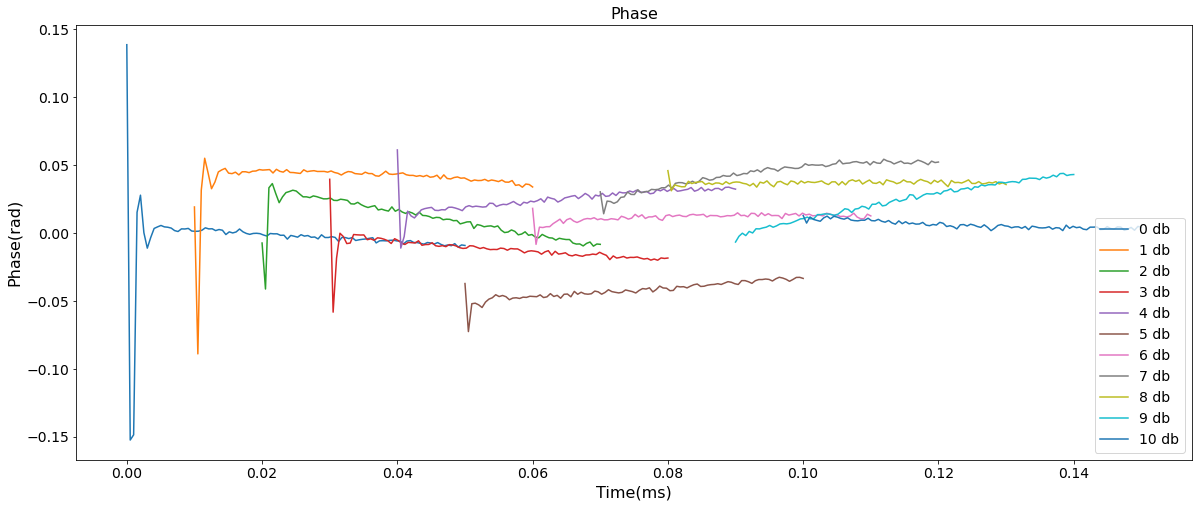 Phase
0.15
0.10
0.05
0.00
−0.05
−0.10
−0.15
Phase(rad)
0 db
1 db
2 db
3 db
4 db
5 db
6 db
7 db
8 db
9 db
10 db
0.00 0.02 0.04 0.06 0.08 0.10 0.12 0.14
Time(ms)